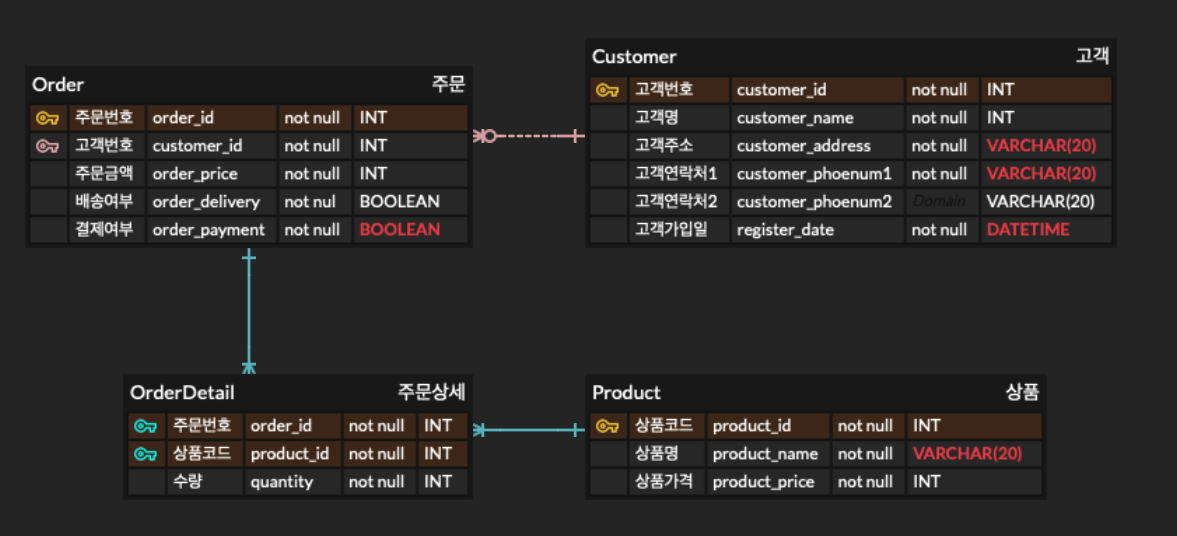 Order 주문
주문번호 order_id not null INT
고객번호 customer_id not null INT
주문금액 order_price not null INT
배송여부 order_delivery not nul BOOLEAN
결제여부 order_payment not null BOOLEAN
Customer 고객
고객번호 customer_id not null INT
고객명 customer_name not null INT
고객주소 customer_address not null VARCHAR(20)
고객연락처1 customer_phoenum1 not null VARCHAR(20)
고객연락처2 customer_phoenum2 Domain VARCHAR(20)
고객가입일 register_date not null DATETIME
OrderDetail 주문상세
주문번호 order_id not null INT
상품코드 product_id not null INT
수량 quantity not null INT
Product 상품
상품코드 product_id not null INT
상품명 product_name not null VARCHAR(20)
상품가격 product_price not null INT